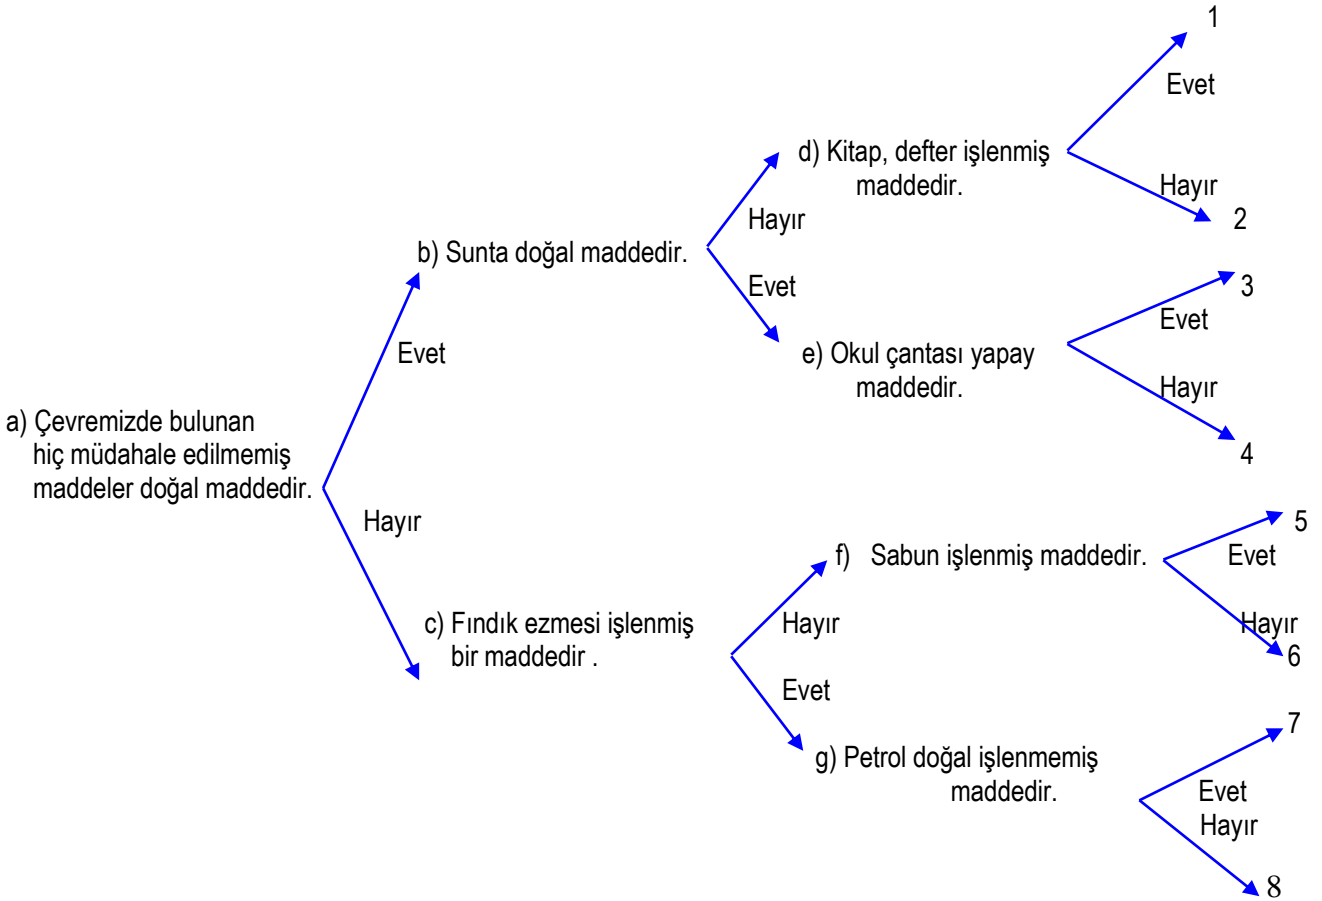 1
Evet
d) Kitap, defter işlenmiş
maddedir.
Hayır
2
Hayır
b) Sunta doğal maddedir.
Evet
3
Evet
e) Okul çantası yapay
maddedir.
Hayır
4
Evet
a) Çevremizde bulunan
hiç müdahale edilmemiş
maddeler doğal maddedir.
Hayır
5
f) Sabun işlenmiş maddedir.
Evet
Hayır
6
c) Fındık ezmesi işlenmiş
bir maddedir .
Hayır
Evet
7
g) Petrol doğal işlenmemiş
maddedir.
Evet
Hayır
8